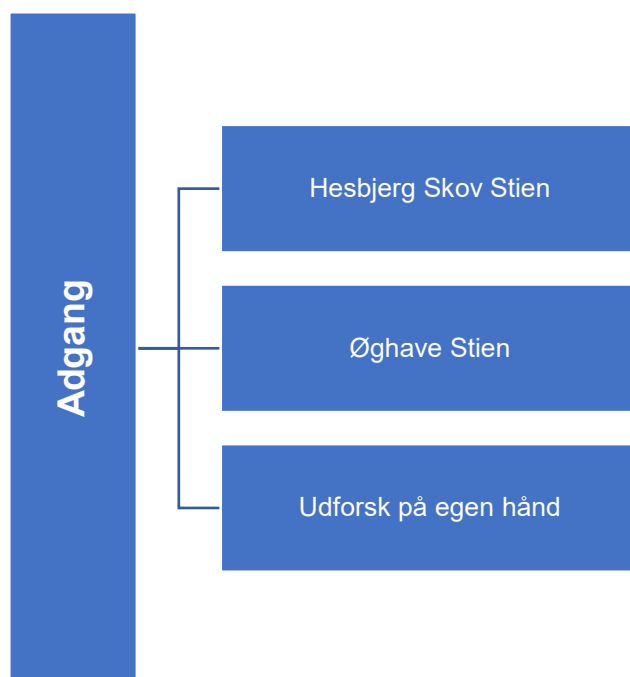 Adgang
Hesbjerg Skov Stien
Øghave Stien
Udforsk på egen hånd